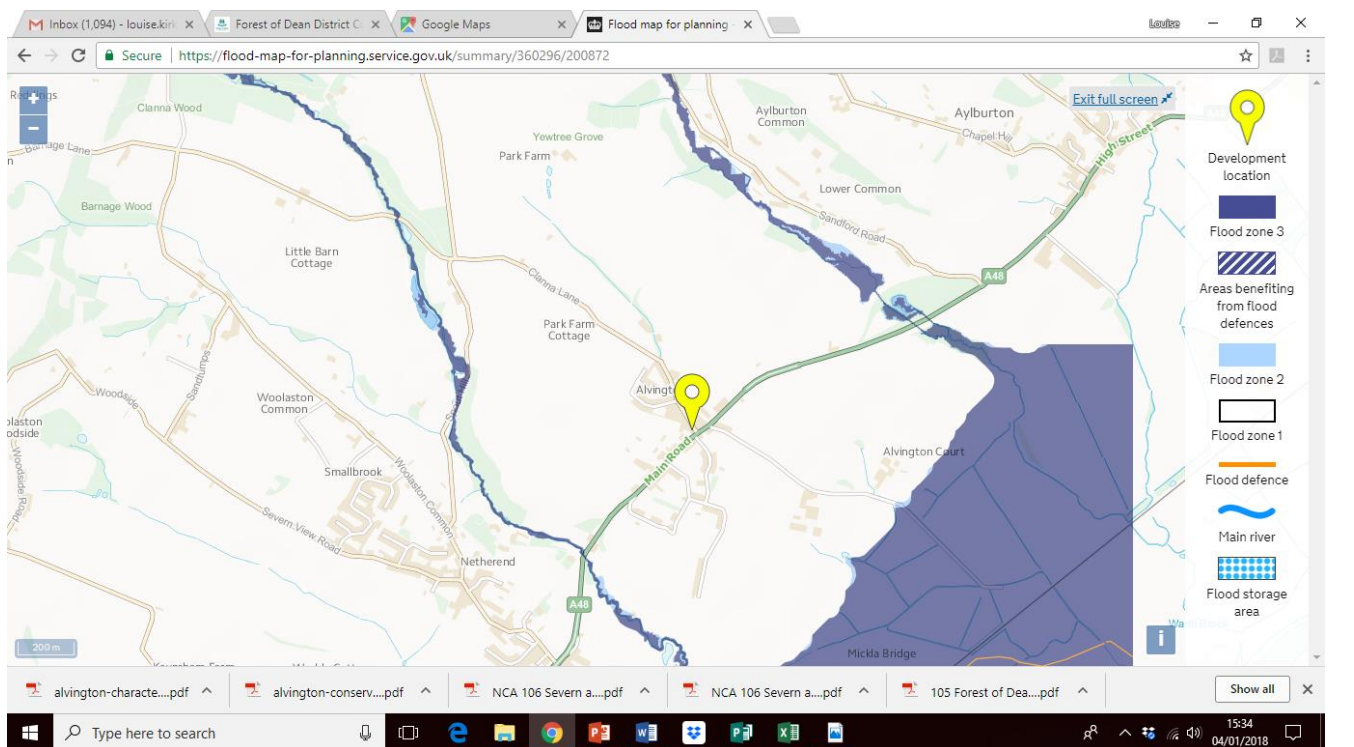 Inbox (1,094) - louise.kir
Forest of Dean District C
Google Maps
Flood map for planning -
Louise
Secure | https://flood-map-for-planning.service.gov.uk/summary/360296/200872
Exit full screen
Clanna Wood
Yewtree Grove
Park Farm
Aylburton
Common
Aylburton
Chapel Hi
High Street
Barnage Wood
Lower Common
Sandford Road
Little Barn
Cottage
Clanna Lane
A48
Park Farm
Cottage
Woodside
Sandtumps
Woolaston
Common
Alvingt
Main Road
Alvington Court
Smallbrook
Woolaston Common
Severn View Road
Netherend
A48
Woodside Roa
Mickla Bridge
200 m
Development
location
Flood zone 3
Areas benefiting
from flood
defences
Flood zone 2
Flood zone 1
Flood defence
Main river
Flood storage
area
i
alvington-characte....pdf
alvington-conserv....pdf
NCA 106 Severn a....pdf
NCA 106 Severn a....pdf
105 Forest of Dea....pdf
Show all
Type here to search
15:34
04/01/2018